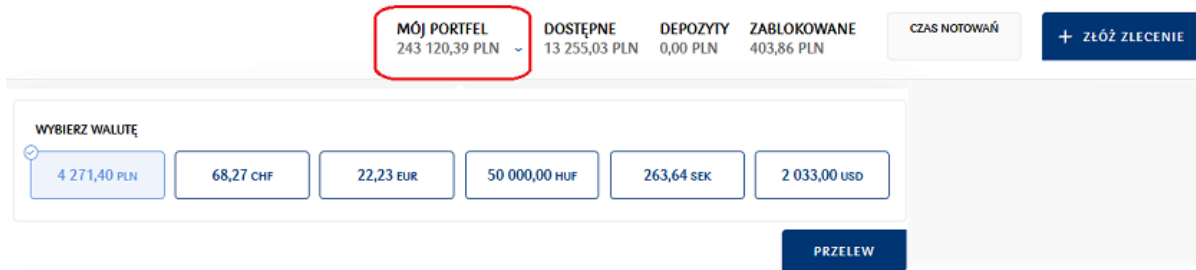 MÓJ PORTFEL
243 120,39 PLN
DOSTĘPNE
13 255,03 PLN
DEPOZYTY
0,00 PLN
ZABLOKOWANE
403,86 PLN
CZAS NOTOWAŃ
+ ZŁÓŻ ZLECENIE
WYBIERZ WALUTĘ
4 271,40 PLN
68,27 CHF
22,23 EUR
50 000,00 HUF
263,64 SEK
2 033,00 USD
PRZELEW